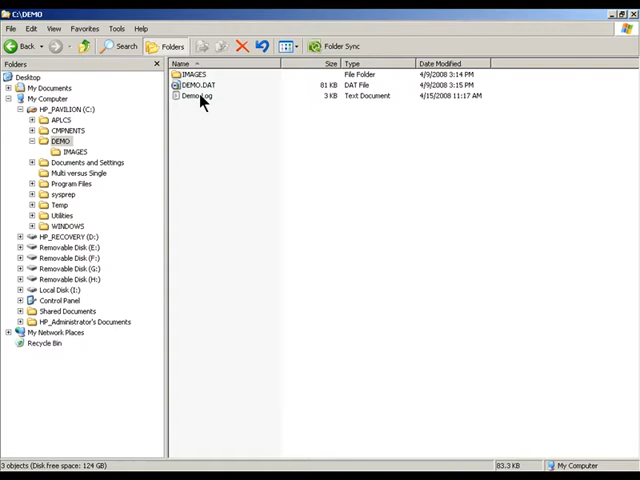 C:\DEMO
File Edit View Favorites Tools Help
Back Search Folders Folder Sync
Folders
Name Size Type Date Modified
Desktop
My Documents
My Computer
HP_PAVILION (C:)
APLCS
CMPNENTS
DEMO
IMAGES
Documents and Settings
Multi versus Single
Program Files
sysprep
Temp
Utilities
WINDOWS
HP_RECOVERY (D:)
Removable Disk (E:)
Removable Disk (F:)
Removable Disk (G:)
Removable Disk (H:)
Local Disk (I:)
Control Panel
Shared Documents
HP_Administrator's Documents
My Network Places
Recycle Bin
IMAGES File Folder 4/9/2008 3:14 PM
DEMO.DAT 81 KB DAT File 4/9/2008 3:15 PM
Demo.Log 3 KB Text Document 4/15/2008 11:17 AM
3 objects (Disk free space: 124 GB) 83.3 KB My Computer